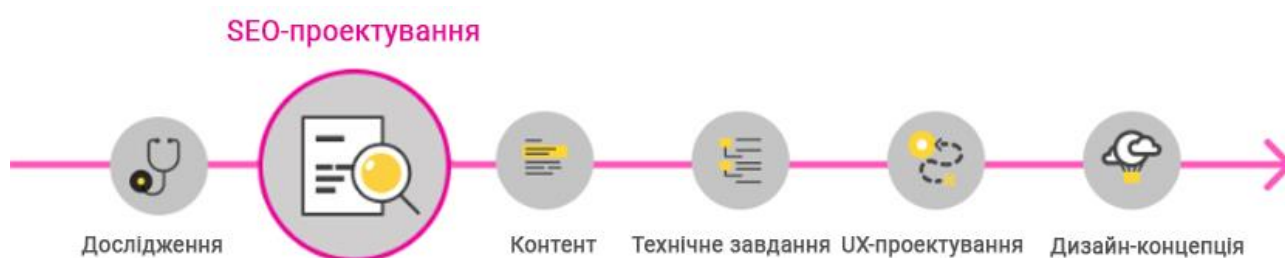 SEO-проектування
Дослідження
Контент
Технічне завдання
UX-проектування
Дизайн-концепція